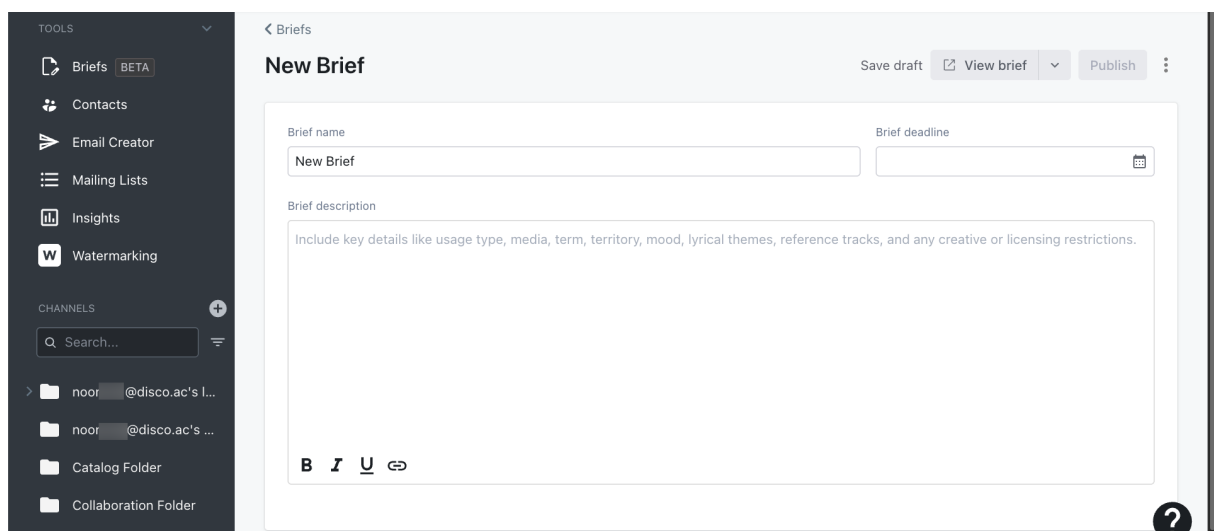 TOOLS
Briefs BETA
Contacts
Email Creator
Mailing Lists
Insights
W Watermarking
CHANNELS
Search...
noor @disco.ac's l...
noor @disco.ac's ...
Catalog Folder
Collaboration Folder
Briefs
New Brief
Save draft View brief Publish
Brief name Brief deadline
New Brief
Brief description
Include key details like usage type, media, term, territory, mood, lyrical themes, reference tracks, and any creative or licensing restrictions.
B I U
?